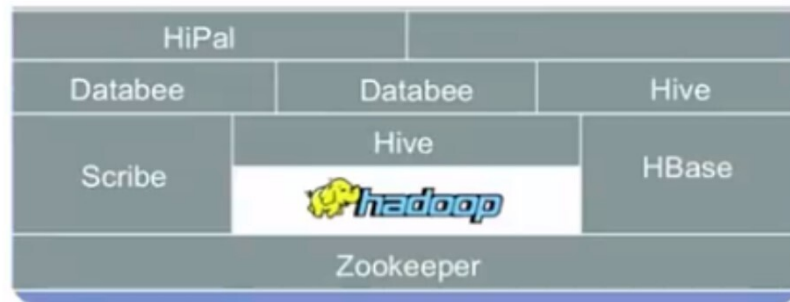 HiPal
Databee Databee Hive
Hive
Scribe HBase
hadoop
Zookeeper